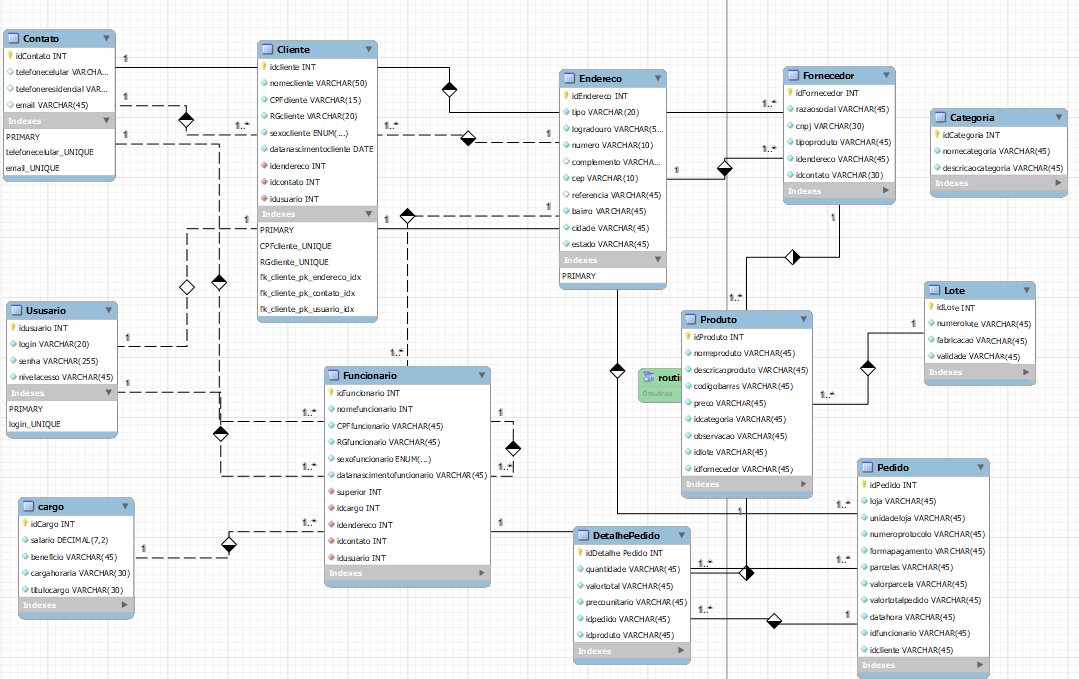 Contato
idContato INT
telefonecelular VARCHA...
telefoneresidencial VAR...
email VARCHAR(45)
Indexes
PRIMARY
telefonecelular_UNIQUE
email_UNIQUE
Cliente
idcliente INT
nomecliente VARCHAR(50)
CPFcliente VARCHAR(15)
RGcliente VARCHAR(20)
sexocliente ENUM(...)
datanascimentocliente DATE
idendereco INT
idcontato INT
idusuario INT
Indexes
PRIMARY
CPFcliente_UNIQUE
RGcliente_UNIQUE
fk_cliente_pk_endereco_idx
fk_cliente_pk_contato_idx
fk_cliente_pk_usuario_idx
Endereco
idEndereco INT
tipo VARCHAR(20)
logradouro VARCHAR(5...
numero VARCHAR(10)
complemento VARCHA...
cep VARCHAR(10)
referencia VARCHAR(45)
bairro VARCHAR(45)
cidade VARCHAR(45)
estado VARCHAR(45)
Indexes
PRIMARY
Fornecedor
idFornecedor INT
razaosocial VARCHAR(45)
cnpj VARCHAR(30)
tipoproduto VARCHAR(45)
idendereco VARCHAR(45)
idcontato VARCHAR(30)
Indexes
Categoria
idCategoria INT
nomecategoria VARCHAR(45)
descricaocategoria VARCHAR(45)
Indexes
Ususario
idusuario INT
login VARCHAR(20)
senha VARCHAR(255)
nivelacesso VARCHAR(45)
Indexes
PRIMARY
login_UNIQUE
Funcionario
idfuncionario INT
nomefuncionario INT
CPFfuncionario VARCHAR(45)
RGfuncionario VARCHAR(45)
sexofuncionario ENUM(...)
datanascimentofuncionario VARCHAR(45)
superior INT
idcargo INT
idendereco INT
idcontato INT
idusuario INT
Indexes
routi
0 routines
Produto
idProduto INT
nomeproduto VARCHAR(45)
descricaoproduto VARCHAR(45)
codigobarras VARCHAR(45)
preco VARCHAR(45)
idcategoria VARCHAR(45)
observacao VARCHAR(45)
idlote VARCHAR(45)
idfornecedor VARCHAR(45)
Indexes
Lote
idLote INT
numerolote VARCHAR(45)
fabricacao VARCHAR(45)
validade VARCHAR(45)
Indexes
cargo
idCargo INT
salario DECIMAL(7,2)
beneficio VARCHAR(45)
cargahoraria VARCHAR(30)
titulocargo VARCHAR(30)
Indexes
DetalhePedido
idDetalhe Pedido INT
quantidade VARCHAR(45)
valortotal VARCHAR(45)
precounitario VARCHAR(45)
idpedido VARCHAR(45)
idproduto VARCHAR(45)
Indexes
Pedido
idPedido INT
loja VARCHAR(45)
unidadeloja VARCHAR(45)
numeroprotocolo VARCHAR(45)
formapagamento VARCHAR(45)
parcelas VARCHAR(45)
valorparcela VARCHAR(45)
valortotalpedido VARCHAR(45)
datahora VARCHAR(45)
idfuncionario VARCHAR(45)
idcliente VARCHAR(45)
Indexes
1
1
1
1..*
1..*
1
1
1
1
1
1..*
1..*
1
1..*
1
1..*
1
1
1..*
1..*
1
1..*
1
1..*
1
1..*
1
1..*
1
1..*
1..*
1